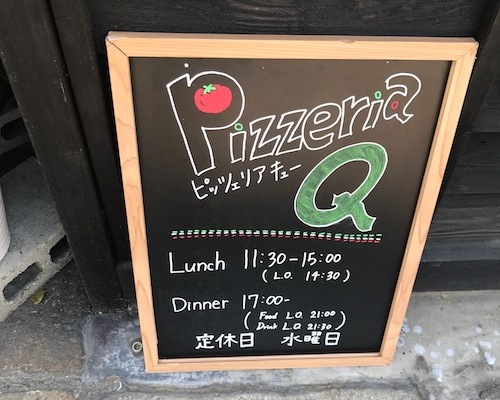 Pizzeria
ピッツェリア キュー
Q
Lunch 11:30-15:00
(L.O. 14:30)
Dinner 17:00-
(Food L.O. 21:00
Drink L.O. 21:30)
定休日 水曜日